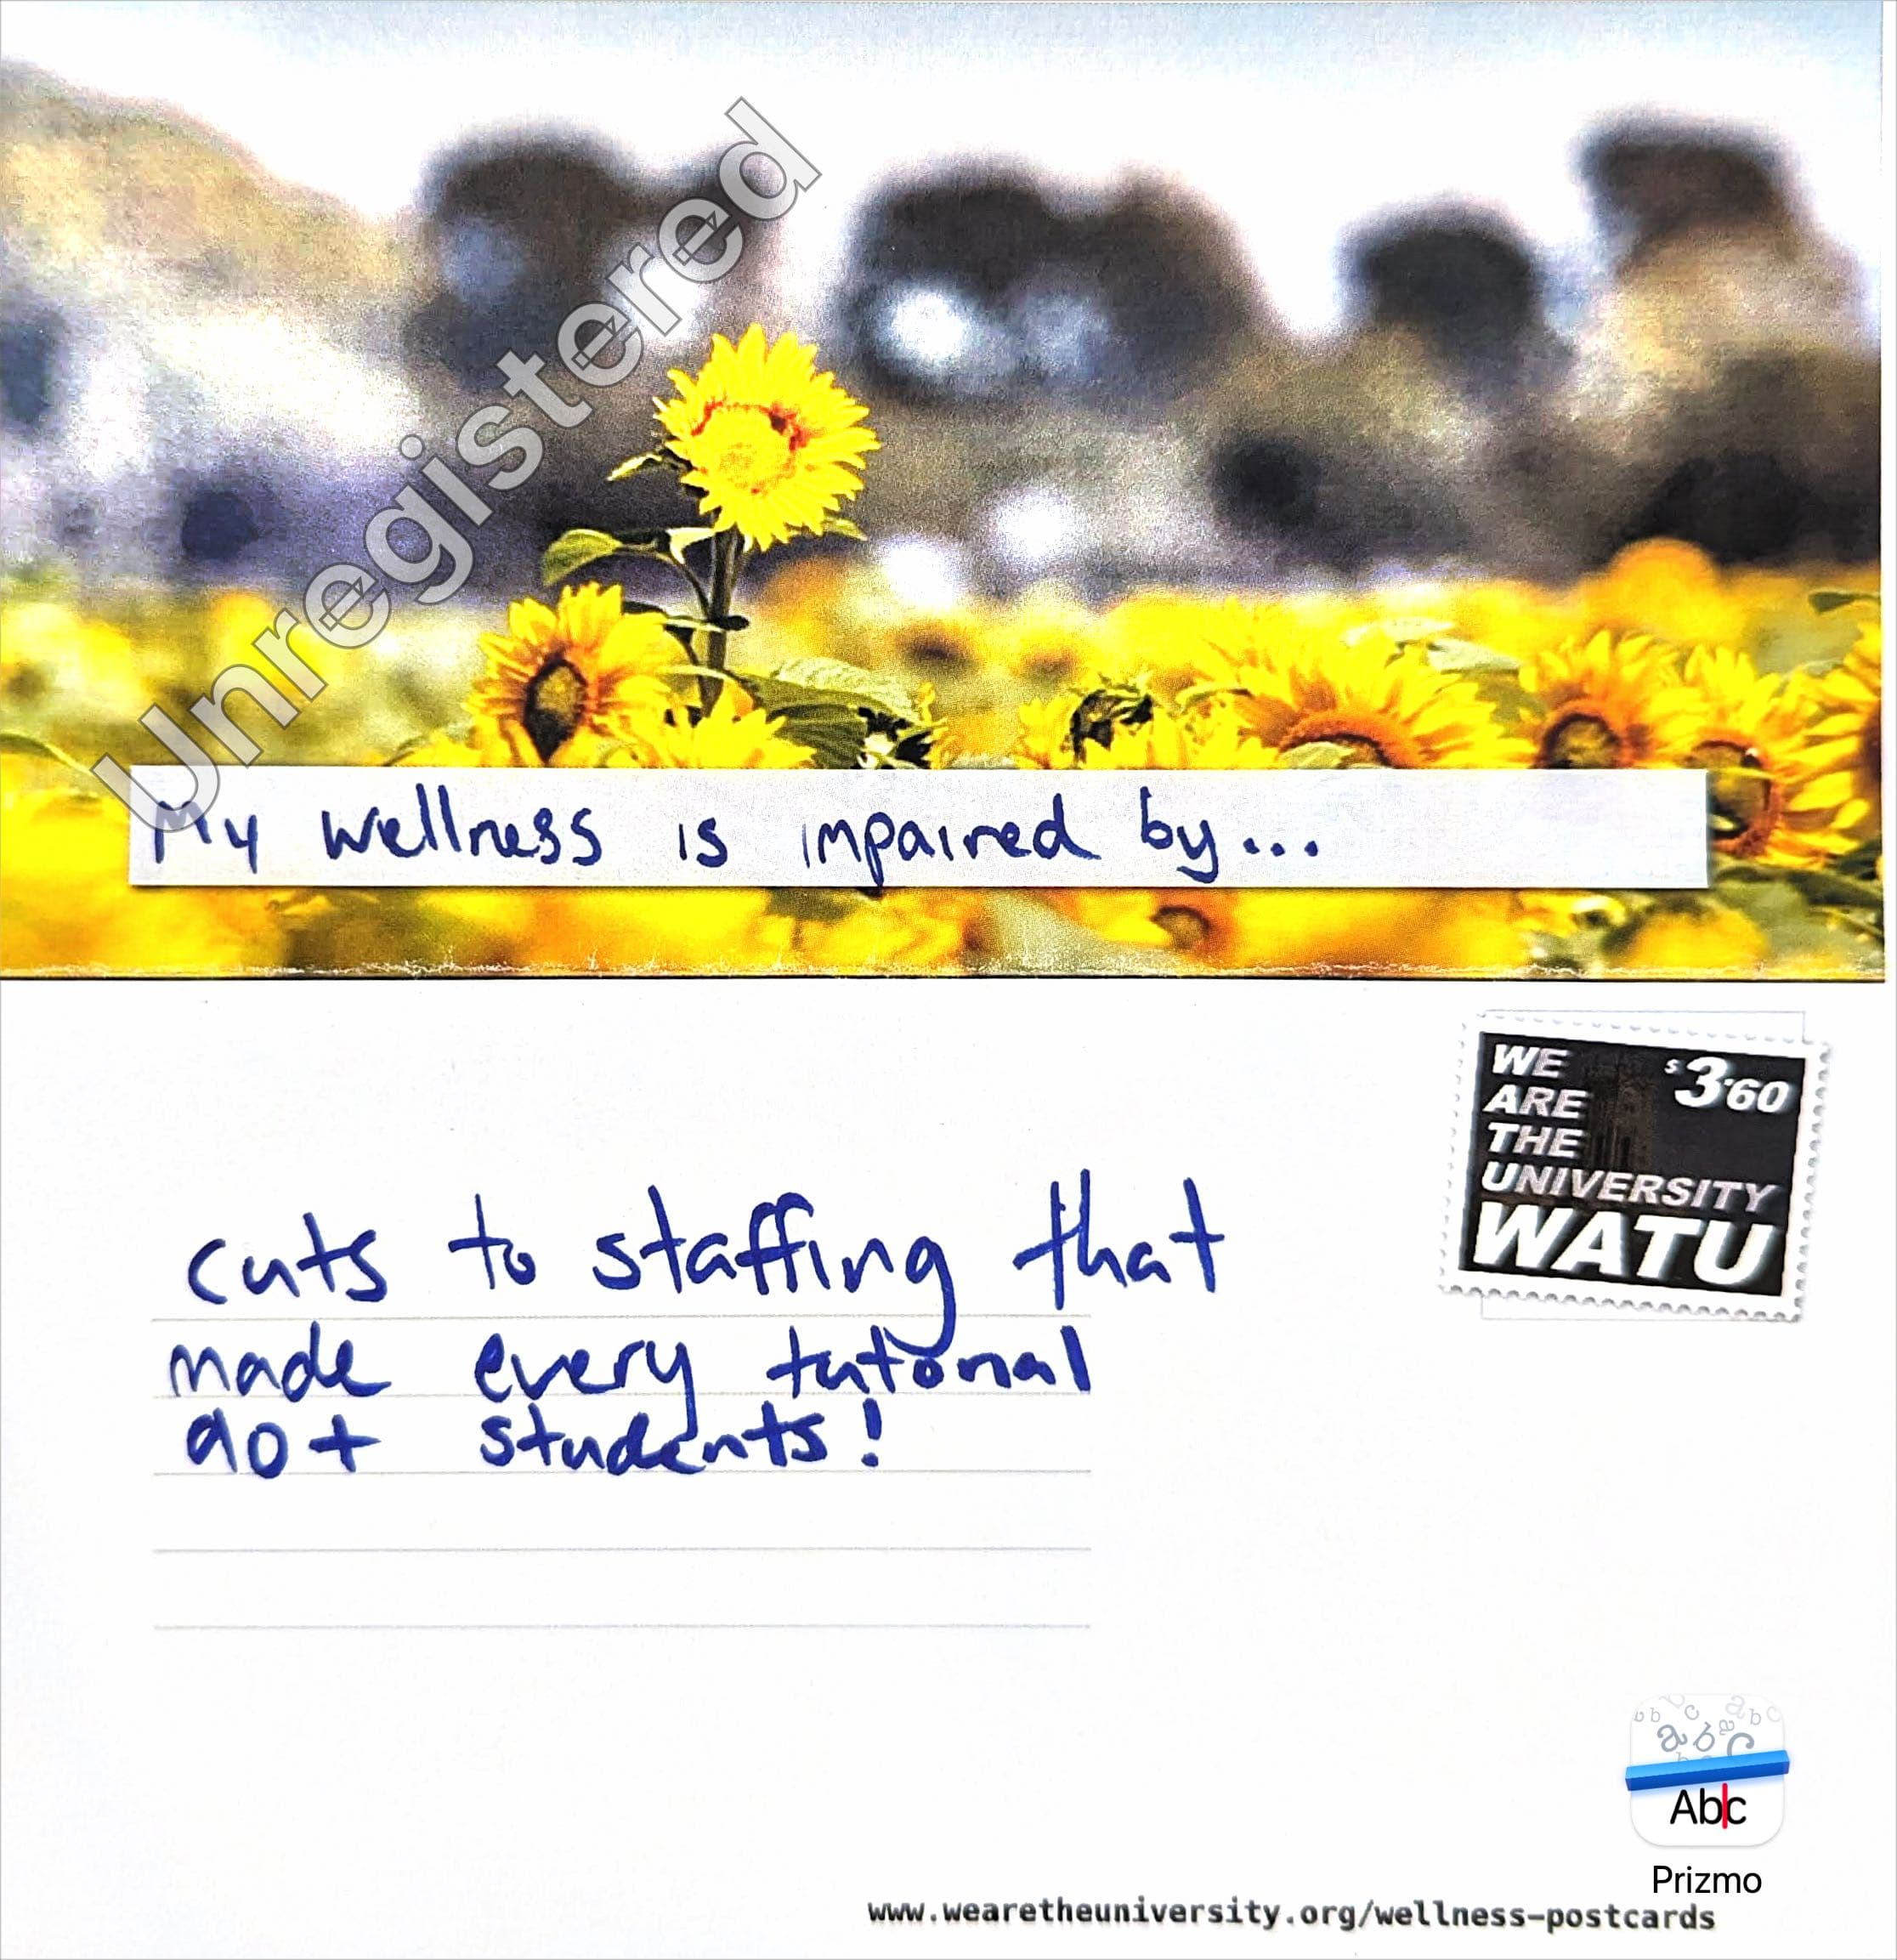 Unregistered
My wellness is impaired by...
WE
ARE
THE
UNIVERSITY
WATU
$3.60
cuts to staffing that
made every tutorial
90+ students!
Abc
Prizmo
www.wearetheuniversity.org/wellness-postcards